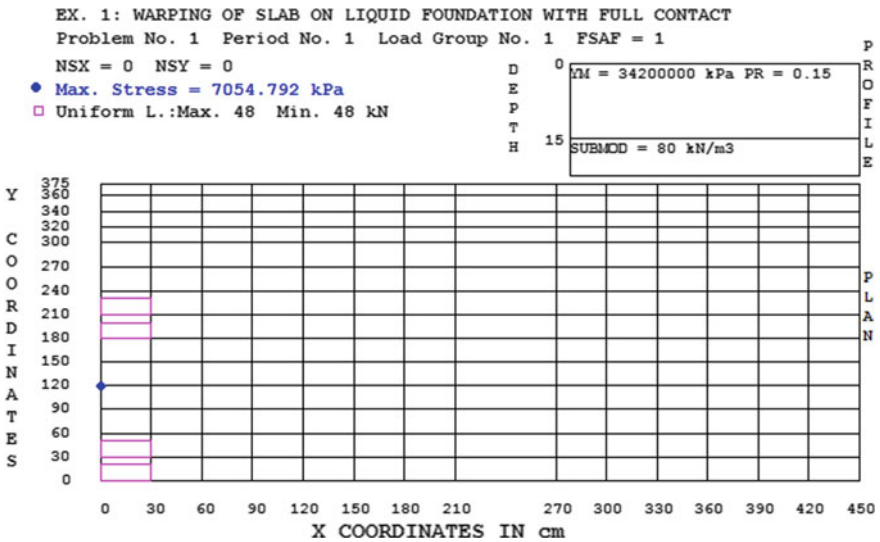 EX. 1: WARPING OF SLAB ON LIQUID FOUNDATION WITH FULL CONTACT
Problem No. 1 Period No. 1 Load Group No. 1 FSAF = 1
NSX = 0 NSY = 0
Max. Stress = 7054.792 kPa
Uniform L.:Max. 48 Min. 48 kN
DEPTH
0
15
YM = 34200000 kPa PR = 0.15
SUBMOD = 80 kN/m3
PROFILE
Y COORDINATES
375
360
340
320
300
270
240
210
180
150
120
90
60
30
0
PLAN
0 30 60 90 120 150 180 210 270 300 330 360 390 420 450
X COORDINATES IN cm